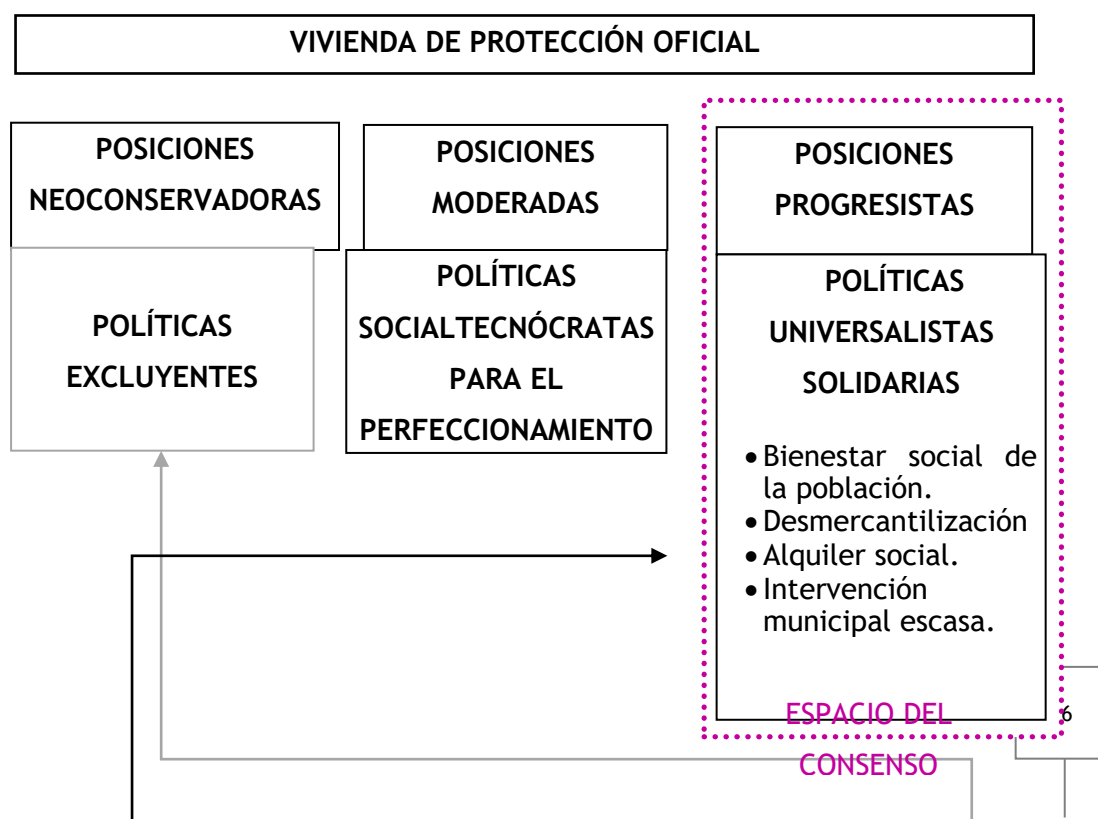 VIVIENDA DE PROTECCIÓN OFICIAL
POSICIONES
NEOCONSERVADORAS
POLÍTICAS
EXCLUYENTES
POSICIONES
MODERADAS
POLÍTICAS
SOCIALTECNÓCRATAS
PARA EL
PERFECCIONAMIENTO
POSICIONES
PROGRESISTAS
POLÍTICAS
UNIVERSALISTAS
SOLIDARIAS
• Bienestar social de
la población.
• Desmercantilización
• Alquiler social.
• Intervención
municipal escasa.
ESPACIO DEL
CONSENSO
6